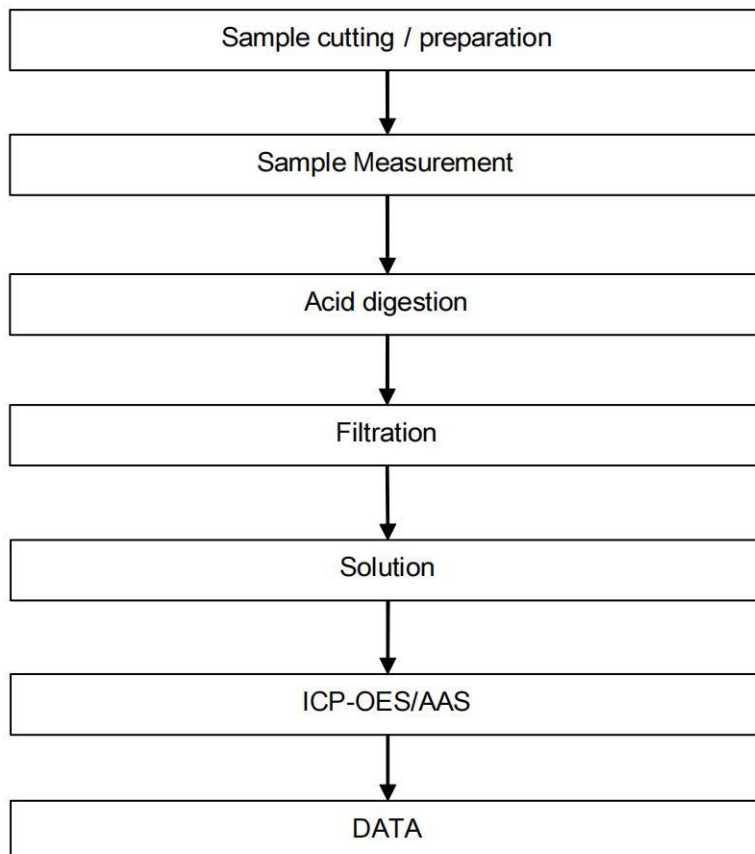 Sample cutting / preparation
Sample Measurement
Acid digestion
Filtration
Solution
ICP-OES/AAS
DATA